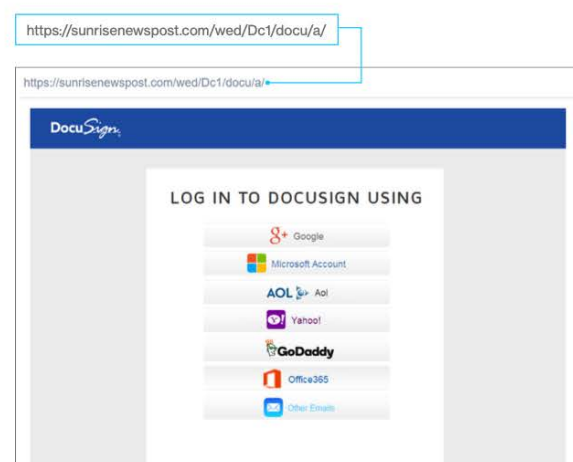 https://sunrisenewspost.com/wed/Dc1/docu/a/
https://sunrisenewspost.com/wed/Dc1/docu/a/
DocuSign
LOG IN TO DOCUSIGN USING
g+ Google
Microsoft Account
AOL Aol
Y! Yahoo!
GoDaddy
Office365
Other Emails